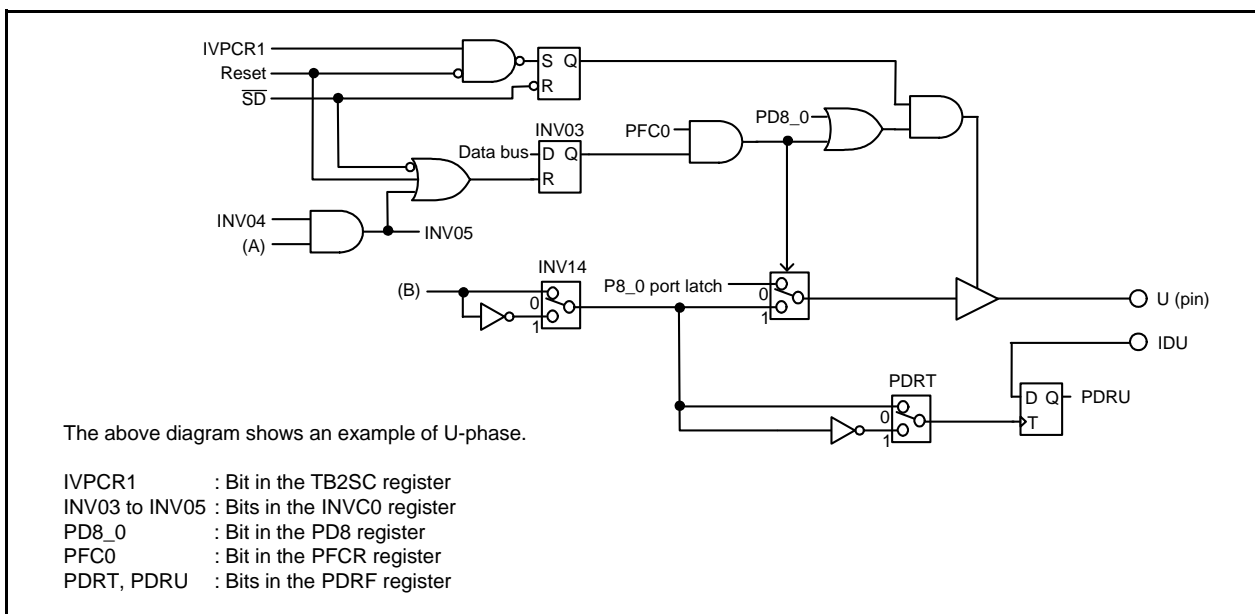 IVPCR1
Reset
SD
S Q
R
INV03
Data bus
D Q
R
PFC0
PD8_0
INV04
(A)
INV05
(B)
INV14
0
1
P8_0 port latch
0
1
U (pin)
IDU
PDRT
0
1
D Q
T
PDRU
The above diagram shows an example of U-phase.
IVPCR1 : Bit in the TB2SC register
INV03 to INV05 : Bits in the INVC0 register
PD8_0 : Bit in the PD8 register
PFC0 : Bit in the PFCR register
PDRT, PDRU : Bits in the PDRF register